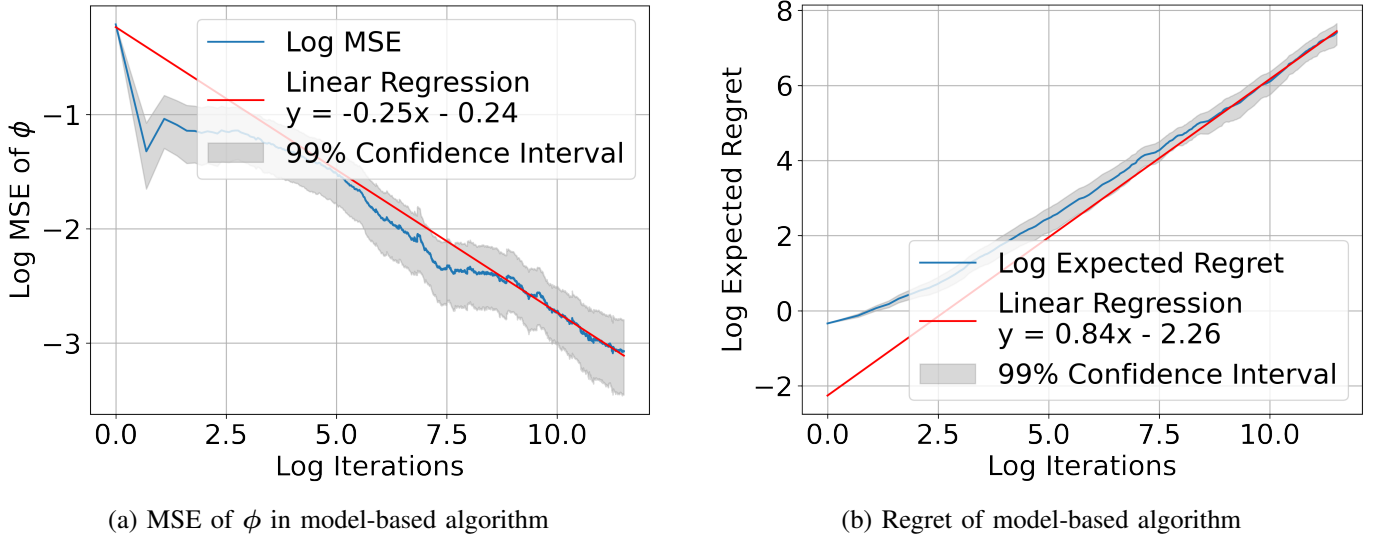 Log MSE of ϕ
−1
−2
−3
0.0 2.5 5.0 7.5 10.0
Log Iterations
Log MSE
Linear Regression
y = -0.25x - 0.24
99% Confidence Interval
(a) MSE of ϕ in model-based algorithm
Log Expected Regret
8
6
4
2
0
−2
0.0 2.5 5.0 7.5 10.0
Log Iterations
Log Expected Regret
Linear Regression
y = 0.84x - 2.26
99% Confidence Interval
(b) Regret of model-based algorithm